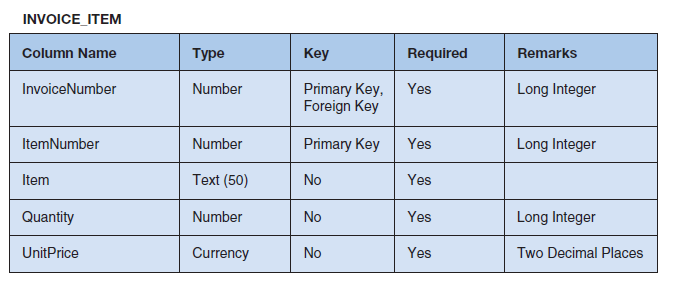 INVOICE_ITEM
Column Name Type Key Required Remarks
InvoiceNumber Number Primary Key, Yes Long Integer
Foreign Key
ItemNumber Number Primary Key Yes Long Integer
Item Text (50) No Yes
Quantity Number No Yes Long Integer
UnitPrice Currency No Yes Two Decimal Places